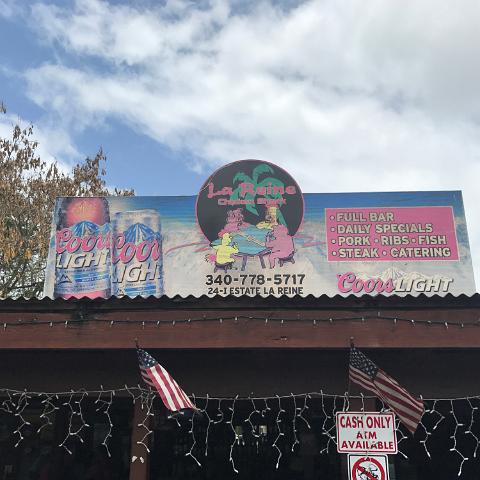 La Reine
Chicken Shack
Coors
LIGHT
Coors
LIGHT
340-778-5717
24-I ESTATE LA REINE
• FULL BAR
• DAILY SPECIALS
• PORK • RIBS • FISH
• STEAK • CATERING
Coors LIGHT
CASH ONLY
ATM
AVAILABLE